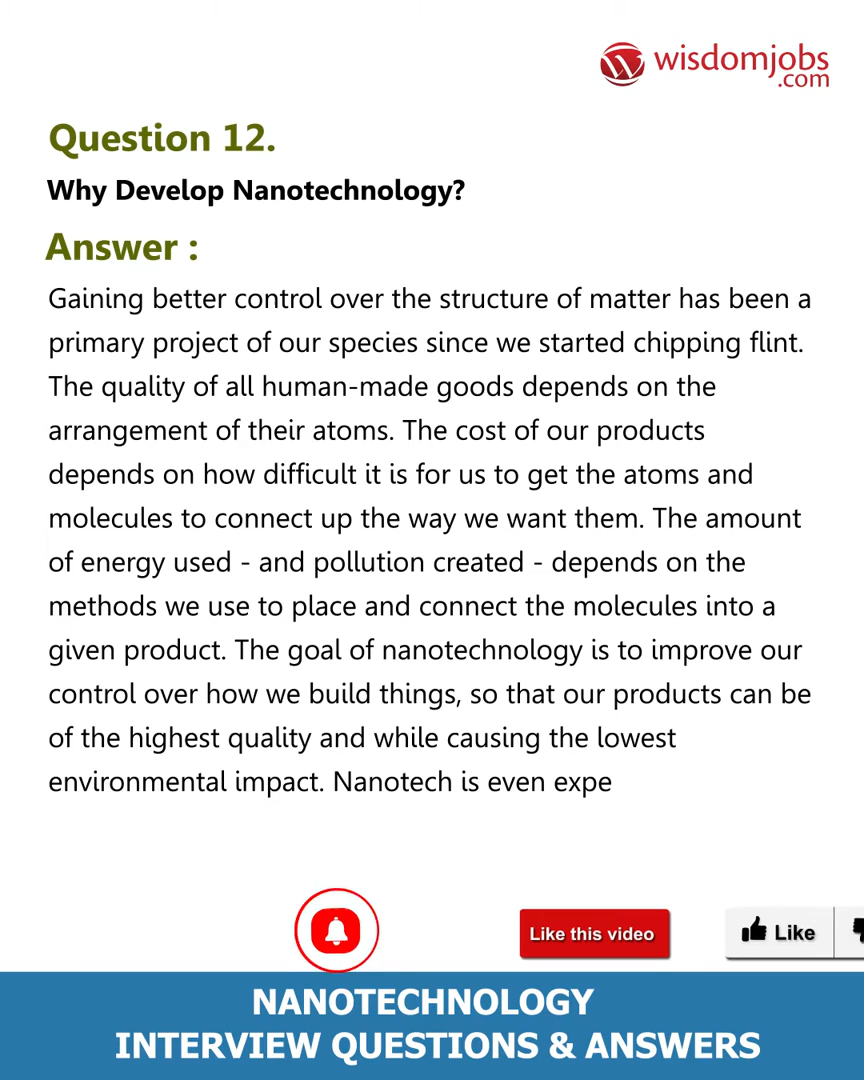 wisdomjobs
.com
Question 12.
Why Develop Nanotechnology?
Answer :
Gaining better control over the structure of matter has been a
primary project of our species since we started chipping flint.
The quality of all human-made goods depends on the
arrangement of their atoms. The cost of our products
depends on how difficult it is for us to get the atoms and
molecules to connect up the way we want them. The amount
of energy used - and pollution created - depends on the
methods we use to place and connect the molecules into a
given product. The goal of nanotechnology is to improve our
control over how we build things, so that our products can be
of the highest quality and while causing the lowest
environmental impact. Nanotech is even expe
Like this video
Like
NANOTECHNOLOGY
INTERVIEW QUESTIONS & ANSWERS